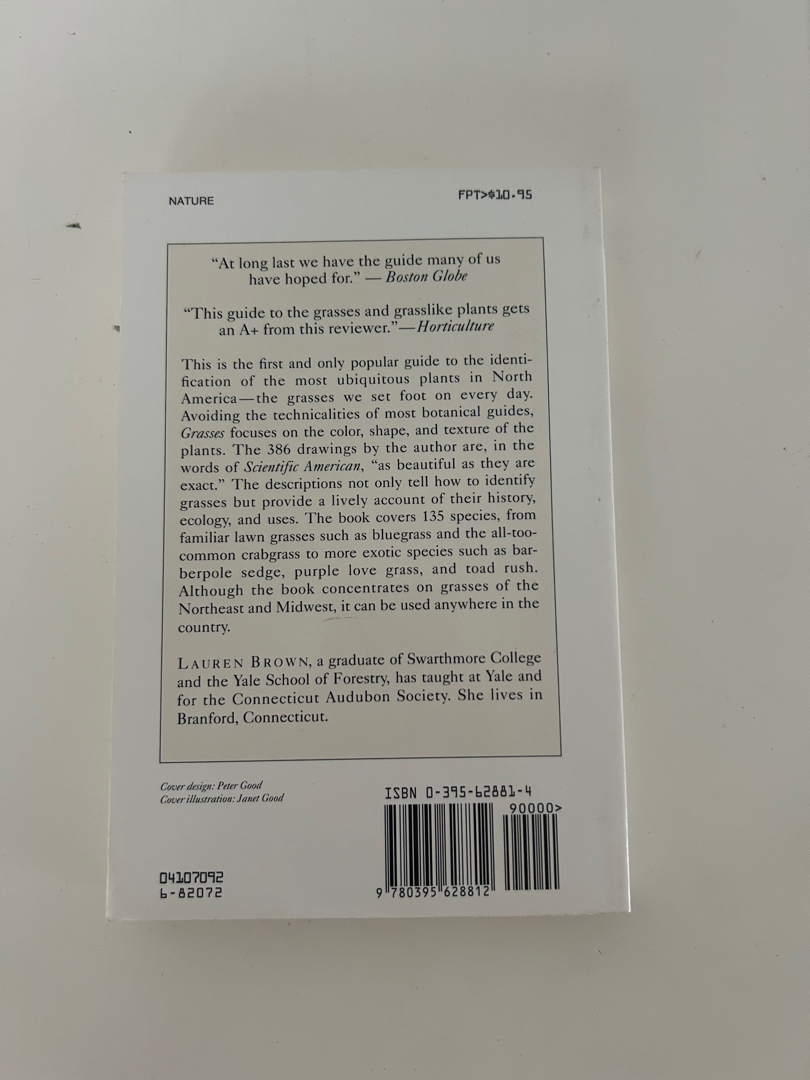 NATURE
FPT>$10.95
“At long last we have the guide many of us
have hoped for.” — Boston Globe
“This guide to the grasses and grasslike plants gets
an A+ from this reviewer.”—Horticulture
This is the first and only popular guide to the identi-
fication of the most ubiquitous plants in North
America—the grasses we set foot on every day.
Avoiding the technicalities of most botanical guides,
Grasses focuses on the color, shape, and texture of the
plants. The 386 drawings by the author are, in the
words of Scientific American, “as beautiful as they are
exact.” The descriptions not only tell how to identify
grasses but provide a lively account of their history,
ecology, and uses. The book covers 135 species, from
familiar lawn grasses such as bluegrass and the all-too-
common crabgrass to more exotic species such as bar-
berpole sedge, purple love grass, and toad rush.
Although the book concentrates on grasses of the
Northeast and Midwest, it can be used anywhere in the
country.
LAUREN BROWN, a graduate of Swarthmore College
and the Yale School of Forestry, has taught at Yale and
for the Connecticut Audubon Society. She lives in
Branford, Connecticut.
Cover design: Peter Good
Cover illustration: Janet Good
ISBN 0-395-62881-4
90000>
9 780395 628812
04107092
6-82072